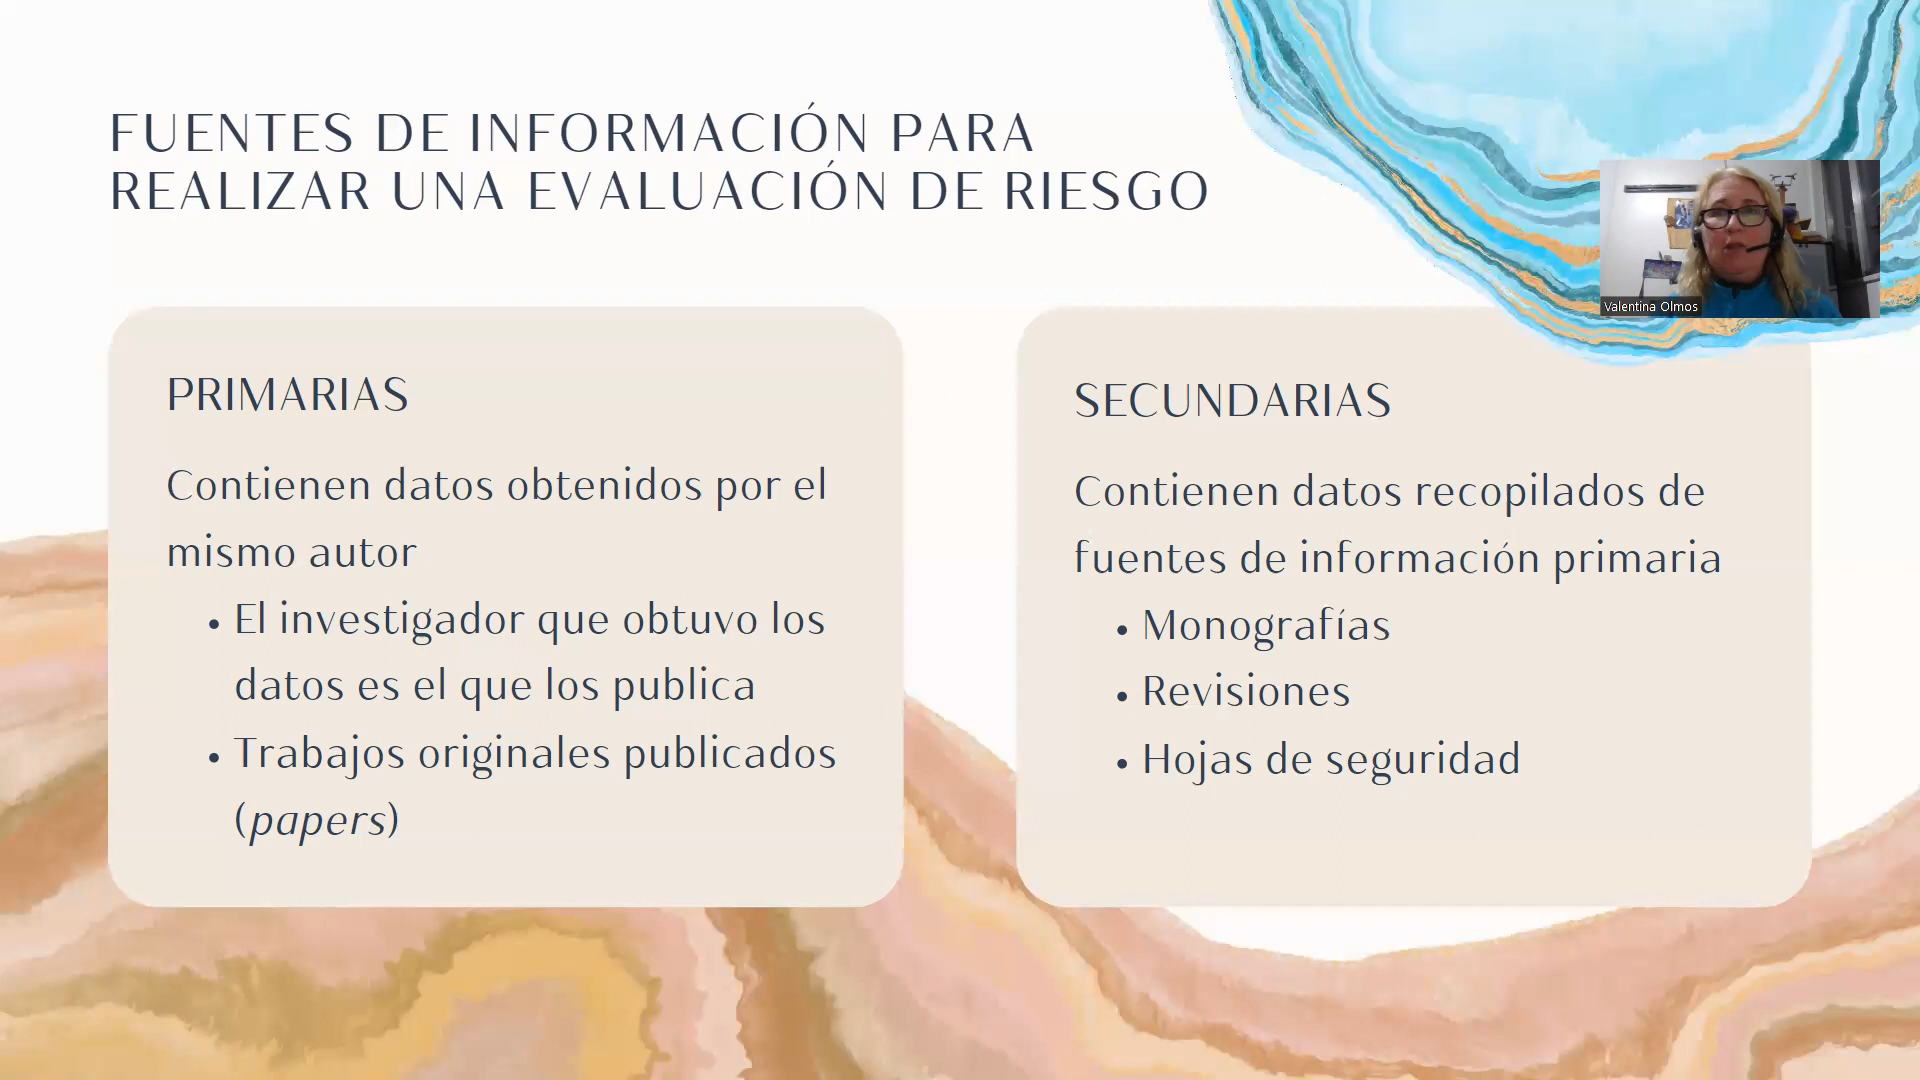 FUENTES DE INFORMACIÓN PARA
REALIZAR UNA EVALUACIÓN DE RIESGO
Valentina Olmos
PRIMARIAS
Contienen datos obtenidos por el
mismo autor
• El investigador que obtuvo los
datos es el que los publica
• Trabajos originales publicados
(papers)
SECUNDARIAS
Contienen datos recopilados de
fuentes de información primaria
• Monografías
• Revisiones
• Hojas de seguridad